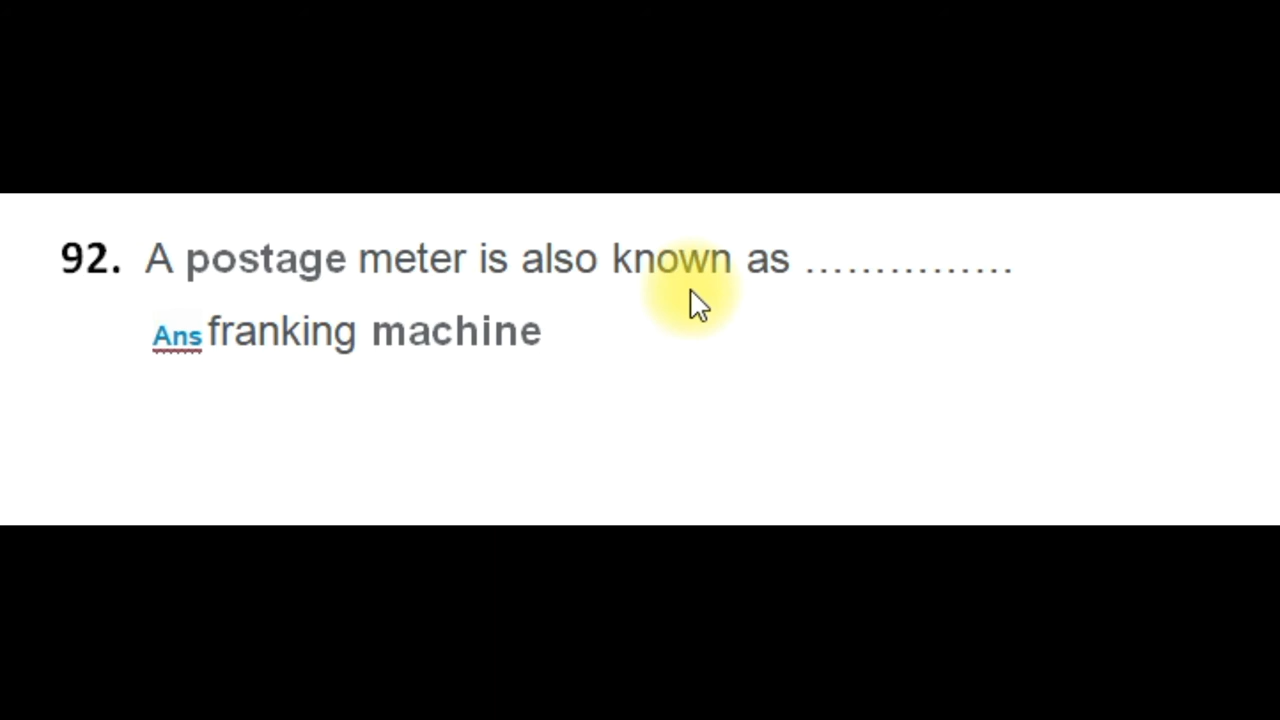 92. A postage meter is also known as ……………
Ans franking machine